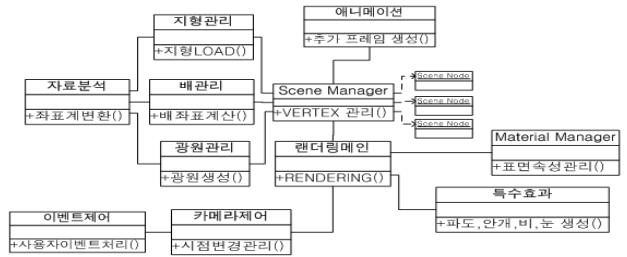 애니메이션
+추가 프레임 생성()
지형관리
+지형LOAD()
자료분석
+좌표계변환()
배관리
+배좌표계산()
Scene Manager
+VERTEX 관리()
Scene Node
Scene Node
Scene Node
광원관리
+광원생성()
랜더링메인
+RENDERING()
Material Manager
+표면속성관리()
특수효과
+파도,안개,비,눈 생성()
이벤트제어
+사용자이벤트처리()
카메라제어
+시점변경관리()